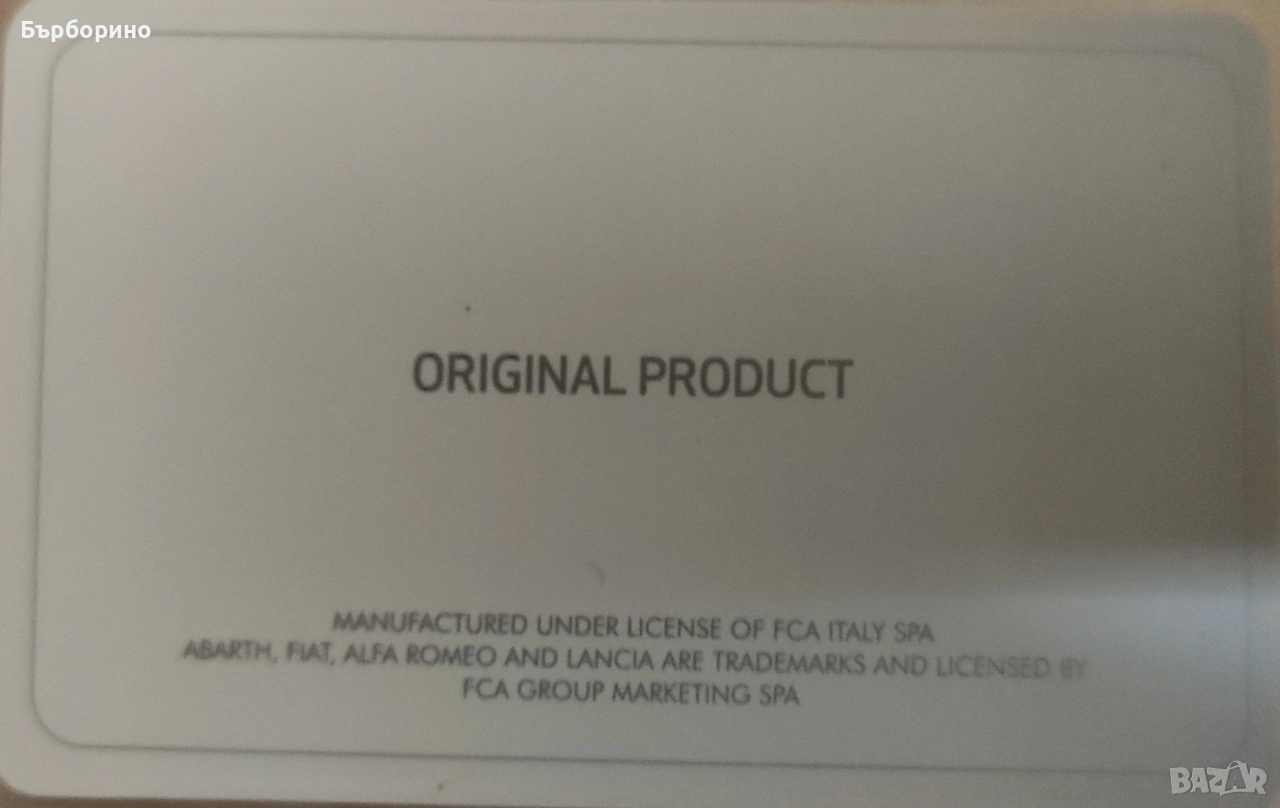 Бърборино
ORIGINAL PRODUCT
MANUFACTURED UNDER LICENSE OF FCA ITALY SPA
ABARTH, FIAT, ALFA ROMEO AND LANCIA ARE TRADEMARKS AND LICENSED BY
FCA GROUP MARKETING SPA
BAZAR